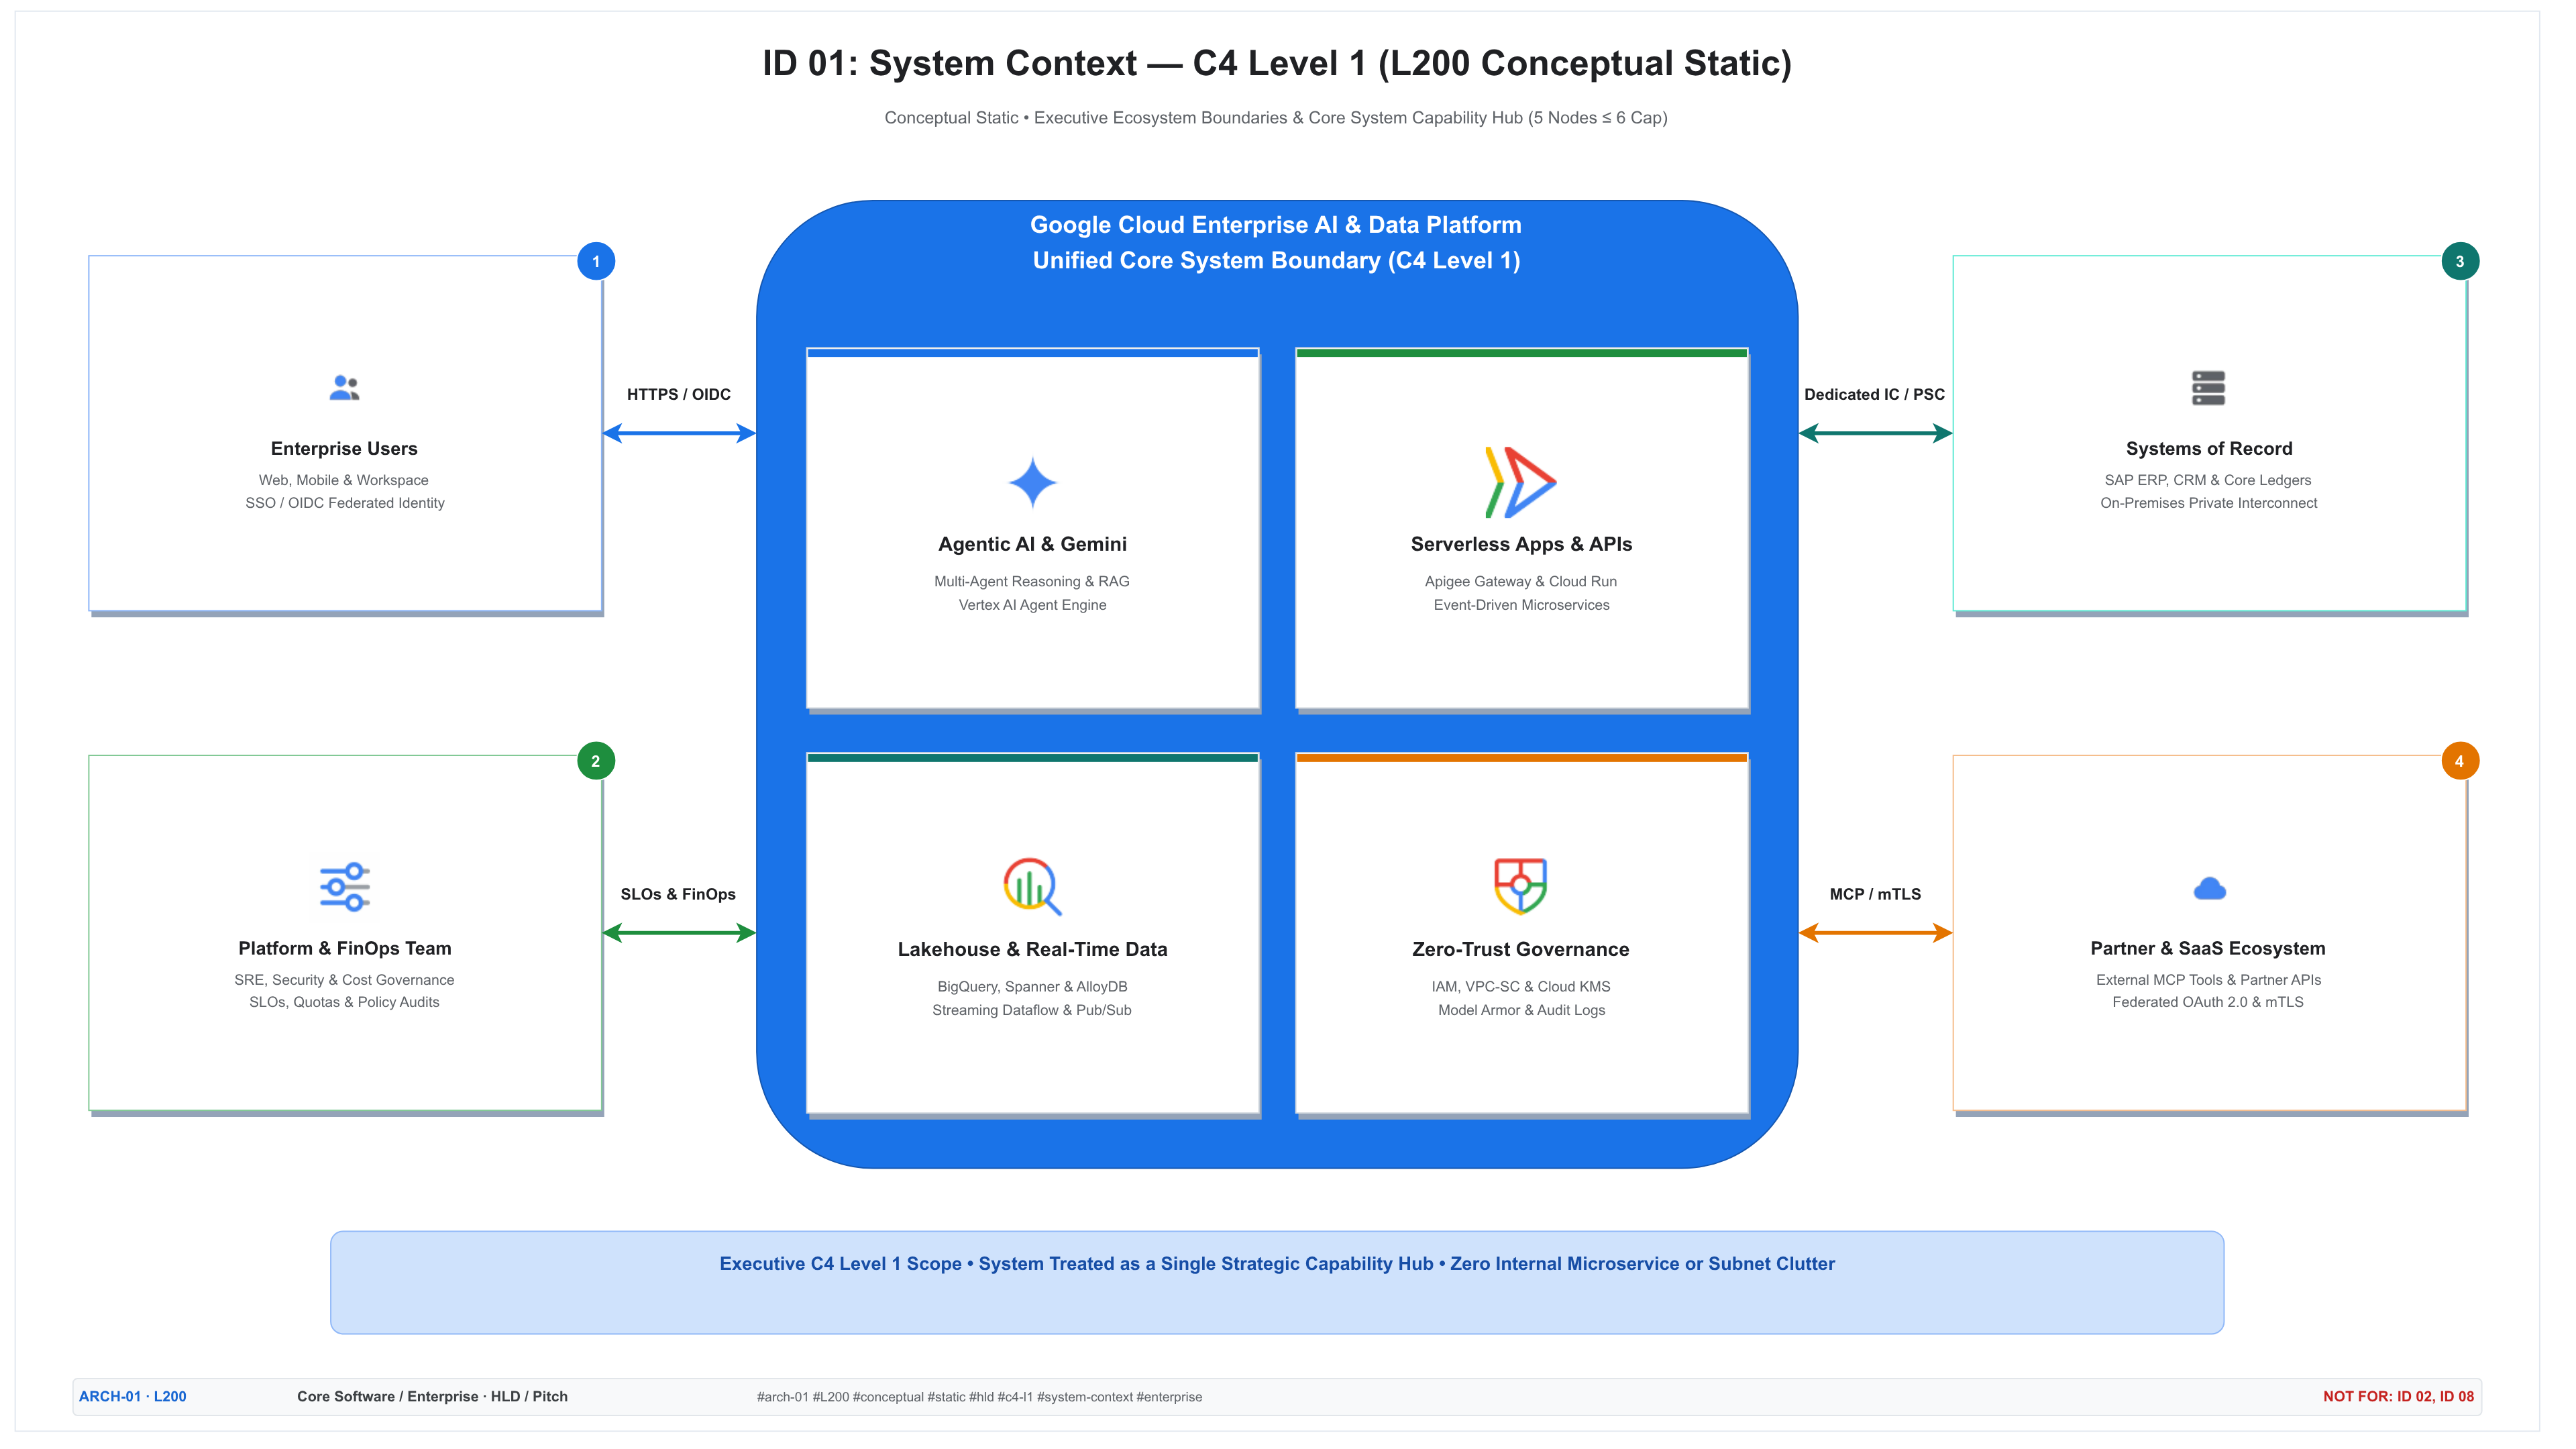 ID 01: System Context — C4 Level 1 (L200 Conceptual Static)
Conceptual Static • Executive Ecosystem Boundaries & Core System Capability Hub (5 Nodes ≤ 6 Cap)
Google Cloud Enterprise AI & Data Platform
Unified Core System Boundary (C4 Level 1)
1
Enterprise Users
Web, Mobile & Workspace
SSO / OIDC Federated Identity
HTTPS / OIDC
Agentic AI & Gemini
Multi-Agent Reasoning & RAG
Vertex AI Agent Engine
Serverless Apps & APIs
Apigee Gateway & Cloud Run
Event-Driven Microservices
Dedicated IC / PSC
3
Systems of Record
SAP ERP, CRM & Core Ledgers
On-Premises Private Interconnect
2
Platform & FinOps Team
SRE, Security & Cost Governance
SLOs, Quotas & Policy Audits
SLOs & FinOps
Lakehouse & Real-Time Data
BigQuery, Spanner & AlloyDB
Streaming Dataflow & Pub/Sub
Zero-Trust Governance
IAM, VPC-SC & Cloud KMS
Model Armor & Audit Logs
MCP / mTLS
4
Partner & SaaS Ecosystem
External MCP Tools & Partner APIs
Federated OAuth 2.0 & mTLS
Executive C4 Level 1 Scope • System Treated as a Single Strategic Capability Hub • Zero Internal Microservice or Subnet Clutter
ARCH-01 · L200
Core Software / Enterprise · HLD / Pitch
#arch-01 #L200 #conceptual #static #hld #c4-l1 #system-context #enterprise
NOT FOR: ID 02, ID 08